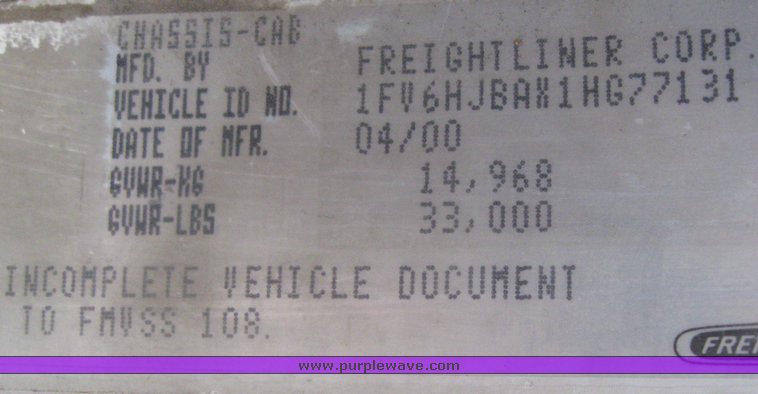 CHASSIS-CAB
MFD. BY FREIGHTLINER CORP.
VEHICLE ID NO. 1FV6HJBAX1HG77131
DATE OF MFR. 04/00
GVWR-KG 14,968
GVWR-LBS 33,000
INCOMPLETE VEHICLE DOCUMENT
TO FMVSS 108.
FREI
www.purplewave.com